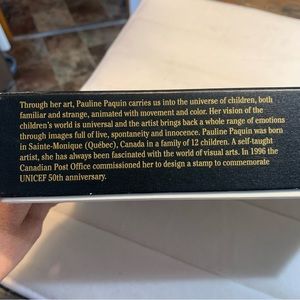 Through her art, Pauline Paquin carries us into the universe of children, both
familiar and strange, animated with movement and color. Her vision of the
children's world is universal and the artist brings back a whole range of emotions
through images full of live, spontaneity and innocence. Pauline Paquin was born
in Sainte-Monique (Québec), Canada in a family of 12 children. A self-taught
artist, she has always been fascinated with the world of visual arts. In 1996 the
Canadian Post Office commissioned her to design a stamp to commemorate
UNICEF 50th anniversary.